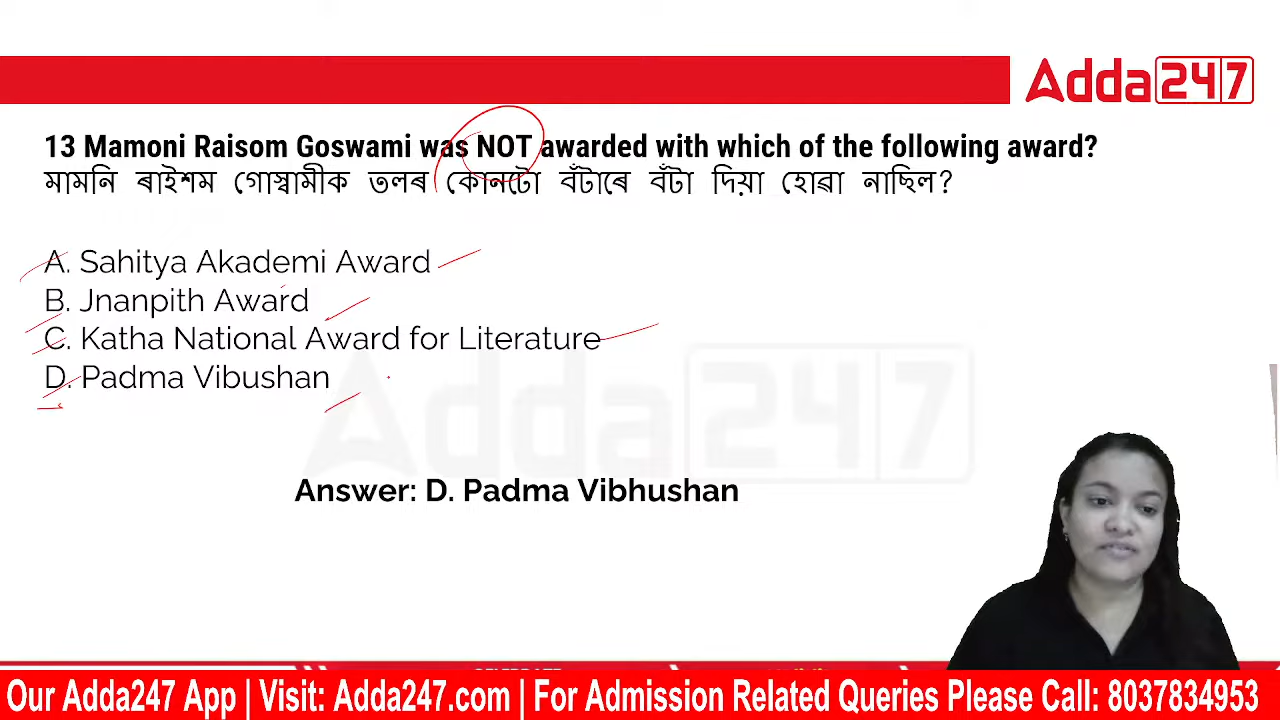 Adda247
13 Mamoni Raisom Goswami was NOT awarded with which of the following award?
মামনি ৰাইশম গোস্বামীক তলৰ কোনটো বঁটাৰে বঁটা দিয়া হোৱা নাছিল?
A. Sahitya Akademi Award
B. Jnanpith Award
C. Katha National Award for Literature
D. Padma Vibushan
Adda247
Answer: D. Padma Vibhushan
Our Adda247 App | Visit: Adda247.com | For Admission Related Queries Please Call: 8037834953